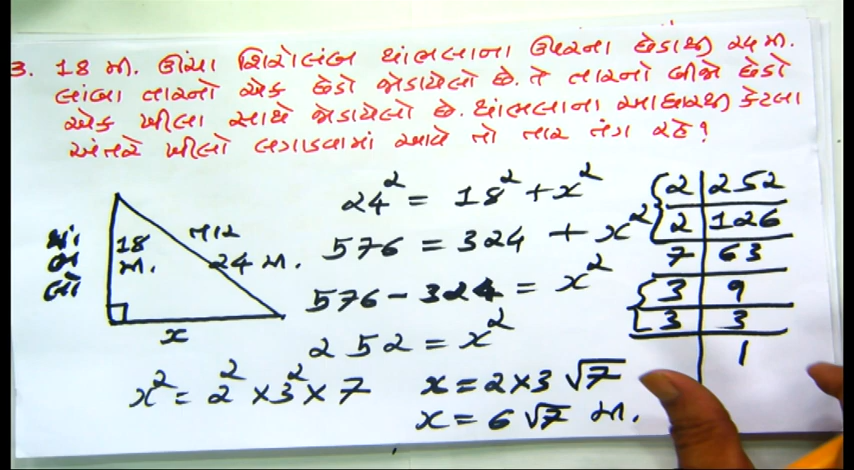 3. 18 મી. ઊંચા શિરોલંબ થાંભલાના ઉપરના છેડાથી 24 મી.
લાંબા તારનો એક છેડો જોડાયેલો છે. તે તારનો બીજો છેડો
એક ખીલા સાથે જોડાયેલો છે. થાંભલાના આધારથી કેટલા
અંતરે ખીલો લગાડવામાં આવે તો તાર તંગ રહે?
થાં
ભ
લો
18
મી.
તાર
24 મી.
x
24² = 18² + x²
576 = 324 + x²
576 - 324 = x²
252 = x²
x² = 2² × 3² × 7
x = 2 × 3 √7
x = 6 √7 મી.
2 | 252
2 | 126
7 | 63
3 | 9
3 | 3
| 1